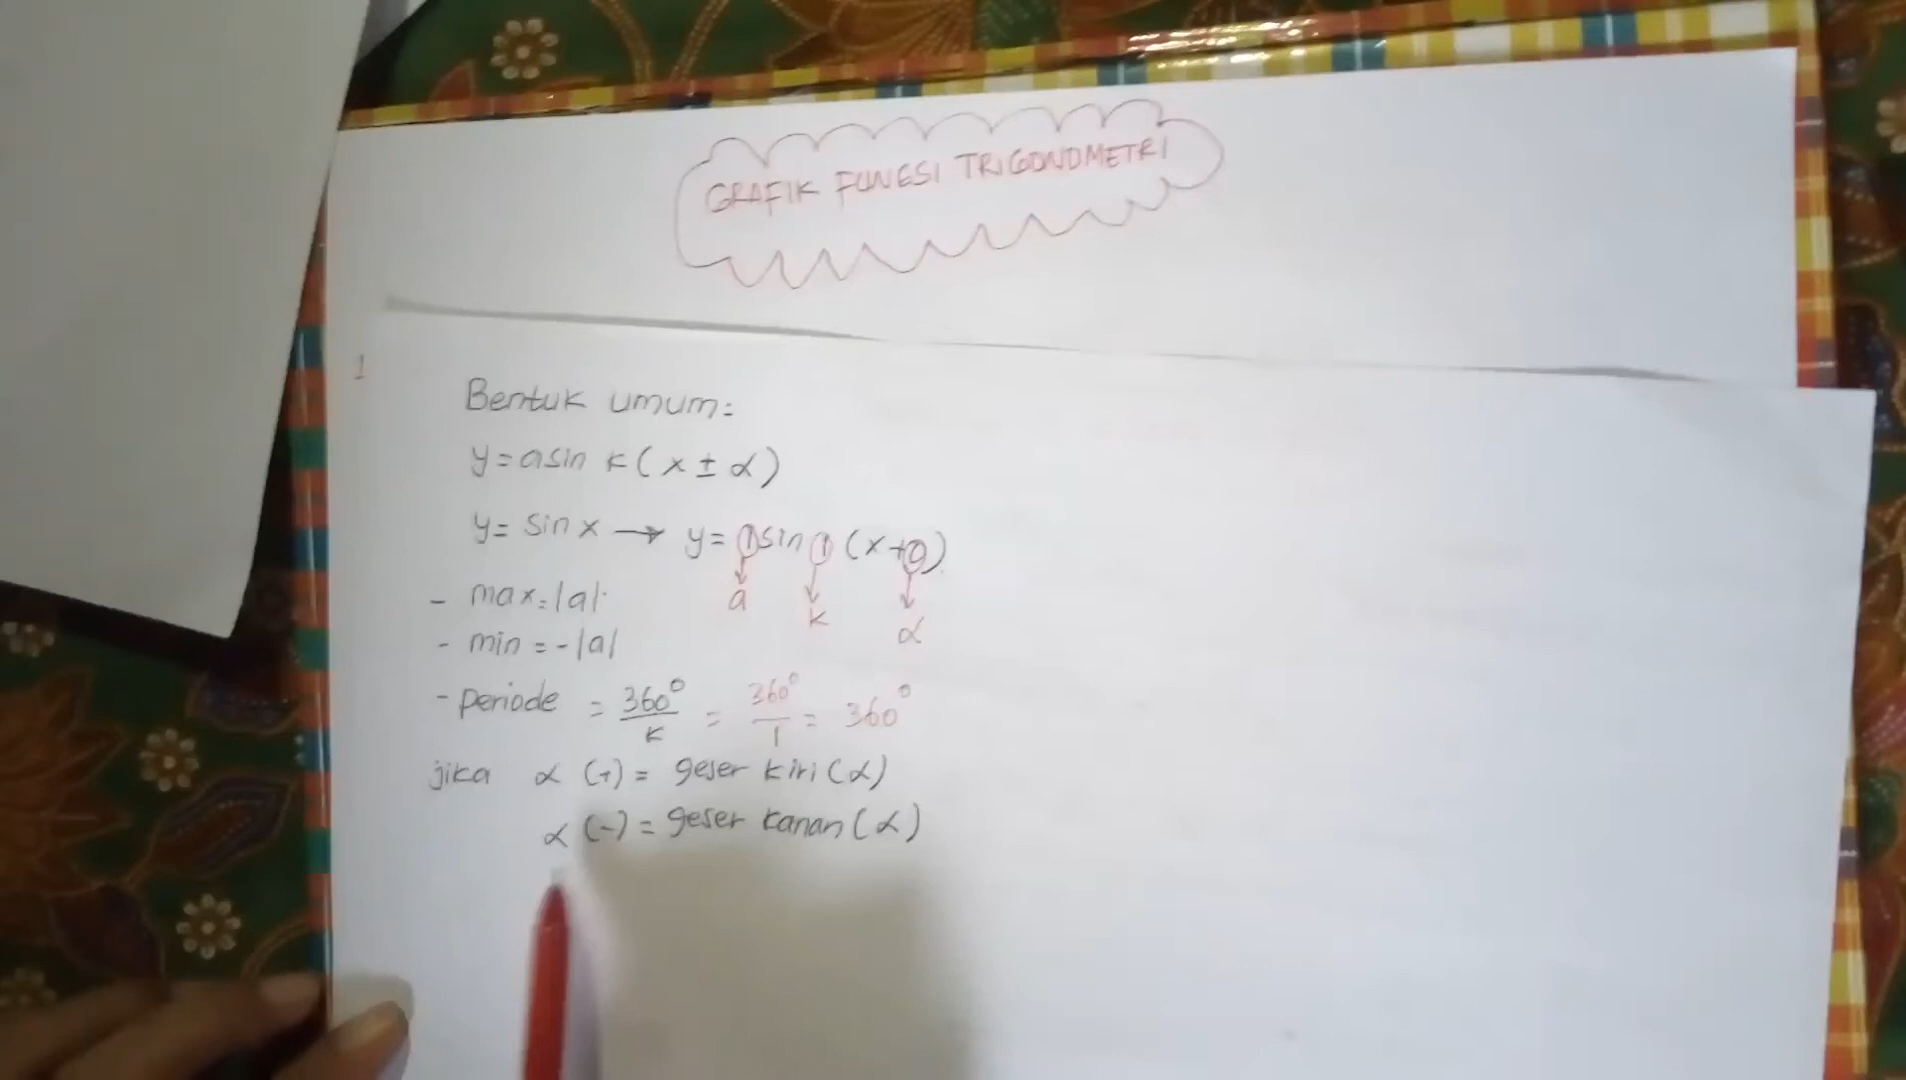 GRAFIK FUNGSI TRIGONOMETRI
1
Bentuk umum:
y = a sin k (x ± α)
y = sin x → y = 1 sin 1 (x + 0)
a k α
- max = |a|
- min = -|a|
- Periode = 360°/k = 360°/1 = 360°
jika α (+) = geser kiri (α)
α (-) = geser kanan (α)